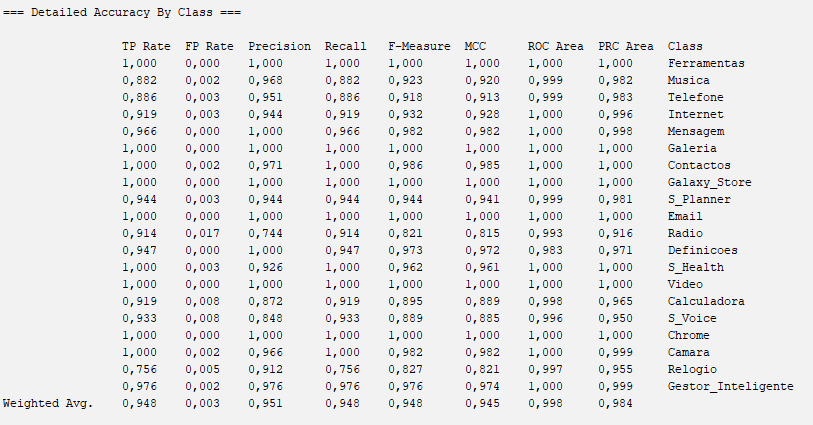 === Detailed Accuracy By Class ===
TP Rate FP Rate Precision Recall F-Measure MCC ROC Area PRC Area Class
1,000 0,000 1,000 1,000 1,000 1,000 1,000 1,000 Ferramentas
0,882 0,002 0,968 0,882 0,923 0,920 0,999 0,982 Musica
0,886 0,003 0,951 0,886 0,918 0,913 0,999 0,983 Telefone
0,919 0,003 0,944 0,919 0,932 0,928 1,000 0,996 Internet
0,966 0,000 1,000 0,966 0,982 0,982 1,000 0,998 Mensagem
1,000 0,000 1,000 1,000 1,000 1,000 1,000 1,000 Galeria
1,000 0,002 0,971 1,000 0,986 0,985 1,000 1,000 Contactos
1,000 0,000 1,000 1,000 1,000 1,000 1,000 1,000 Galaxy_Store
0,944 0,003 0,944 0,944 0,944 0,941 0,999 0,981 S_Planner
1,000 0,000 1,000 1,000 1,000 1,000 1,000 1,000 Email
0,914 0,017 0,744 0,914 0,821 0,815 0,993 0,916 Radio
0,947 0,000 1,000 0,947 0,973 0,972 0,983 0,971 Definicoes
1,000 0,003 0,926 1,000 0,962 0,961 1,000 1,000 S_Health
1,000 0,000 1,000 1,000 1,000 1,000 1,000 1,000 Video
0,919 0,008 0,872 0,919 0,895 0,889 0,998 0,965 Calculadora
0,933 0,008 0,848 0,933 0,889 0,885 0,996 0,950 S_Voice
1,000 0,000 1,000 1,000 1,000 1,000 1,000 1,000 Chrome
1,000 0,002 0,966 1,000 0,982 0,982 1,000 0,999 Camara
0,756 0,005 0,912 0,756 0,827 0,821 0,997 0,955 Relogio
0,976 0,002 0,976 0,976 0,976 0,974 1,000 0,999 Gestor_Inteligente
Weighted Avg. 0,948 0,003 0,951 0,948 0,948 0,945 0,998 0,984